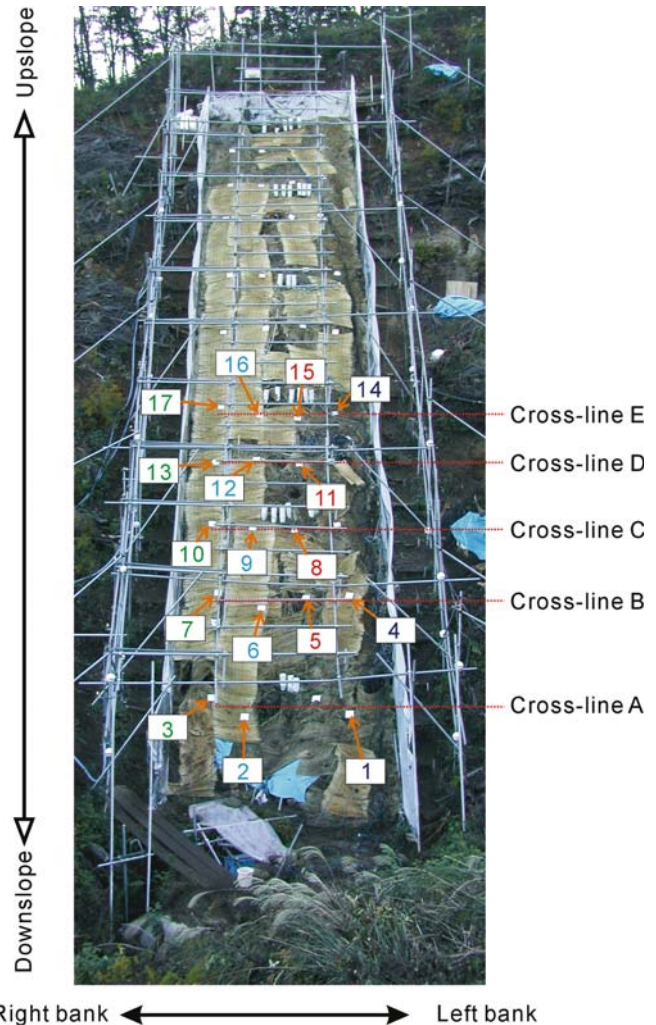 Upslope
16
15
14
17
Cross-line E
13
Cross-line D
12
11
Cross-line C
10
9
8
Cross-line B
7
6
5
4
Cross-line A
3
2
1
Downslope
Right bank
Left bank